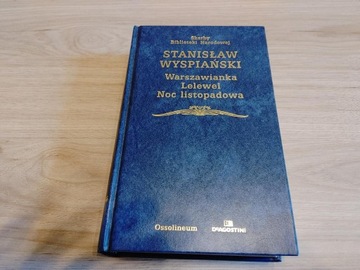 Skarby
Biblioteki Narodowej
STANISŁAW
WYSPIAŃSKI
Warszawianka
Lelewel
Noc listopadowa
Ossolineum
DeAGOSTINI